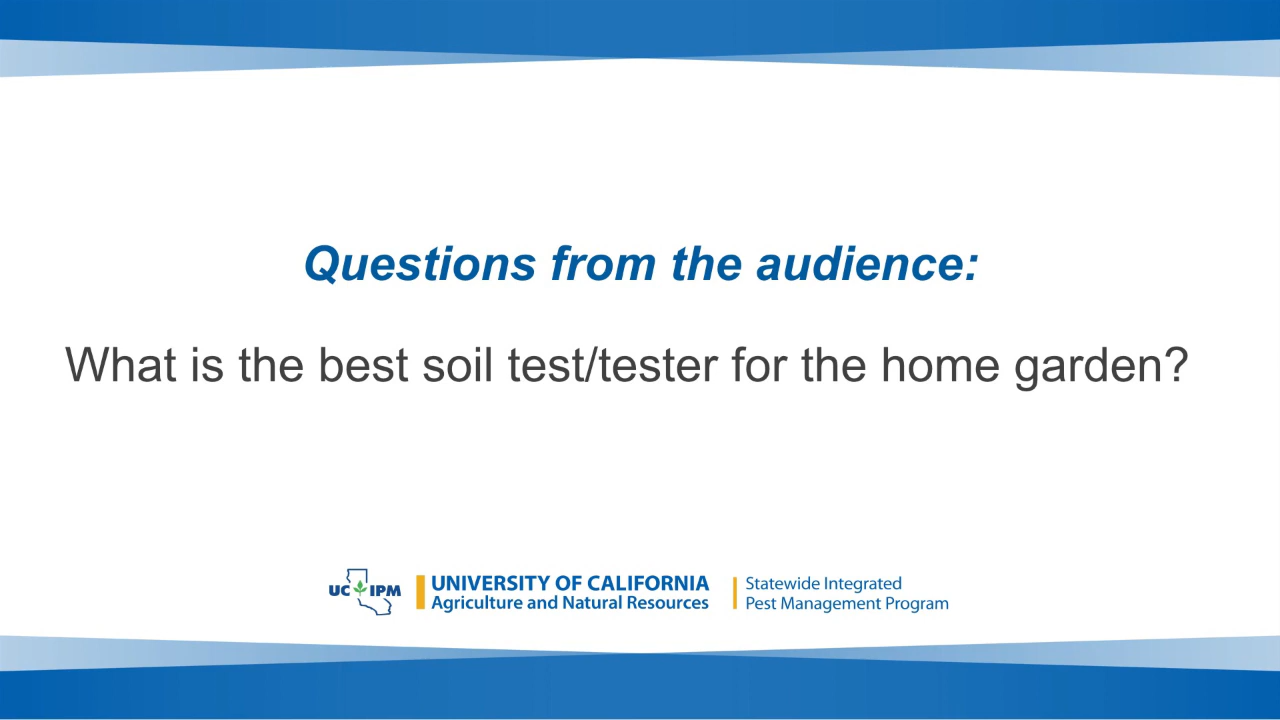 Questions from the audience:
What is the best soil test/tester for the home garden?
UC IPM
UNIVERSITY OF CALIFORNIA
Agriculture and Natural Resources
Statewide Integrated
Pest Management Program